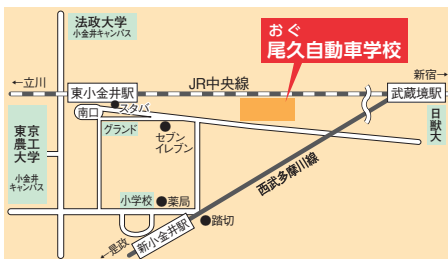 法政大学
小金井キャンパス
おぐ
尾久自動車学校
←立川
東小金井駅
JR中央線
新宿→
武蔵境駅
南口
スタバ
東京
農工
大学
小金井
キャンパス
グランド
セブン
イレブン
日獣大
西武多摩川線
小学校
薬局
踏切
新小金井駅
←是政